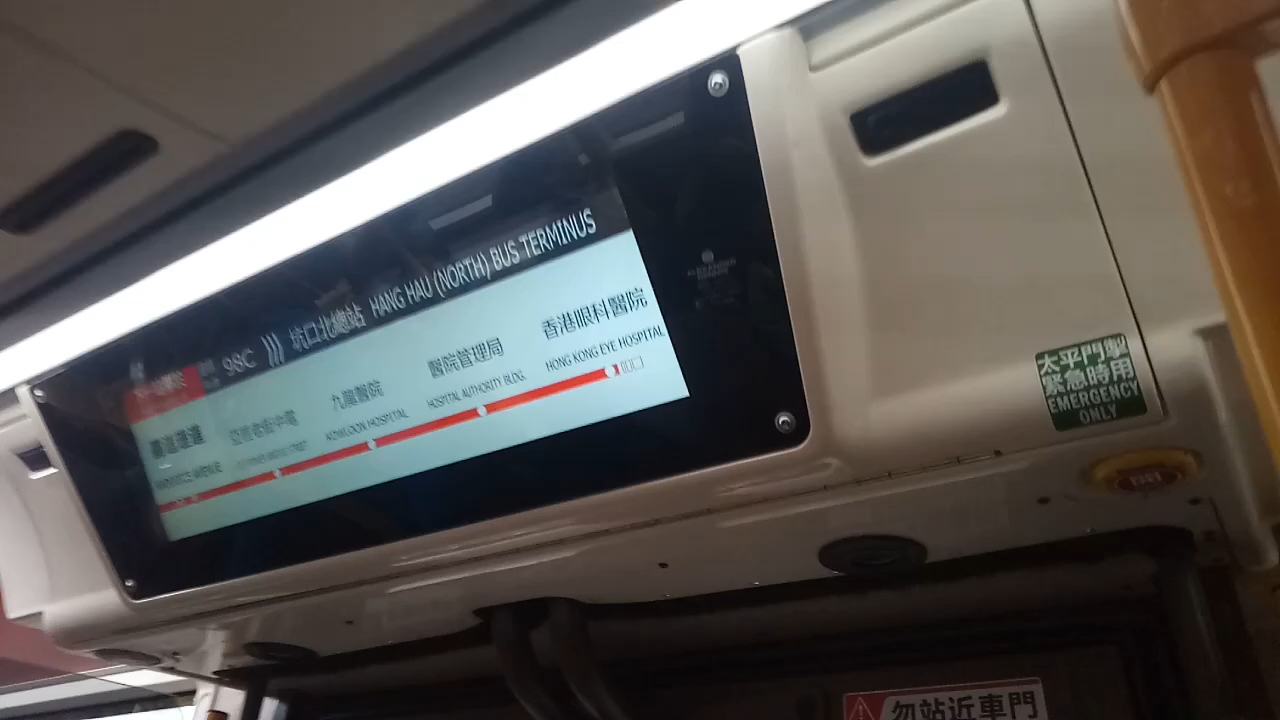 98C 坑口北總站 HANG HAU (NORTH) BUS TERMINUS
九龍醫院
KOWLOON HOSPITAL
醫院管理局
HOSPITAL AUTHORITY BLDG.
香港眼科醫院
HONG KONG EYE HOSPITAL
太平門掣
緊急時用
EMERGENCY
ONLY
勿站近車門